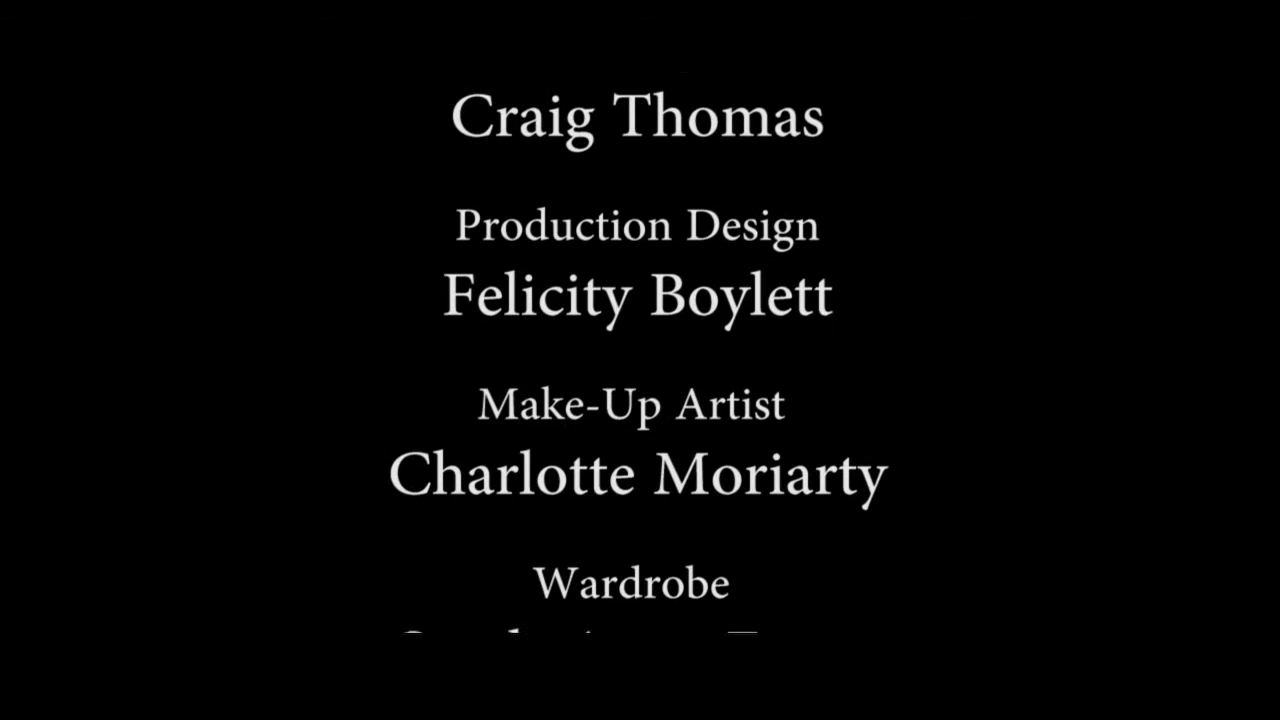 Craig Thomas
Production Design
Felicity Boylett
Make-Up Artist
Charlotte Moriarty
Wardrobe